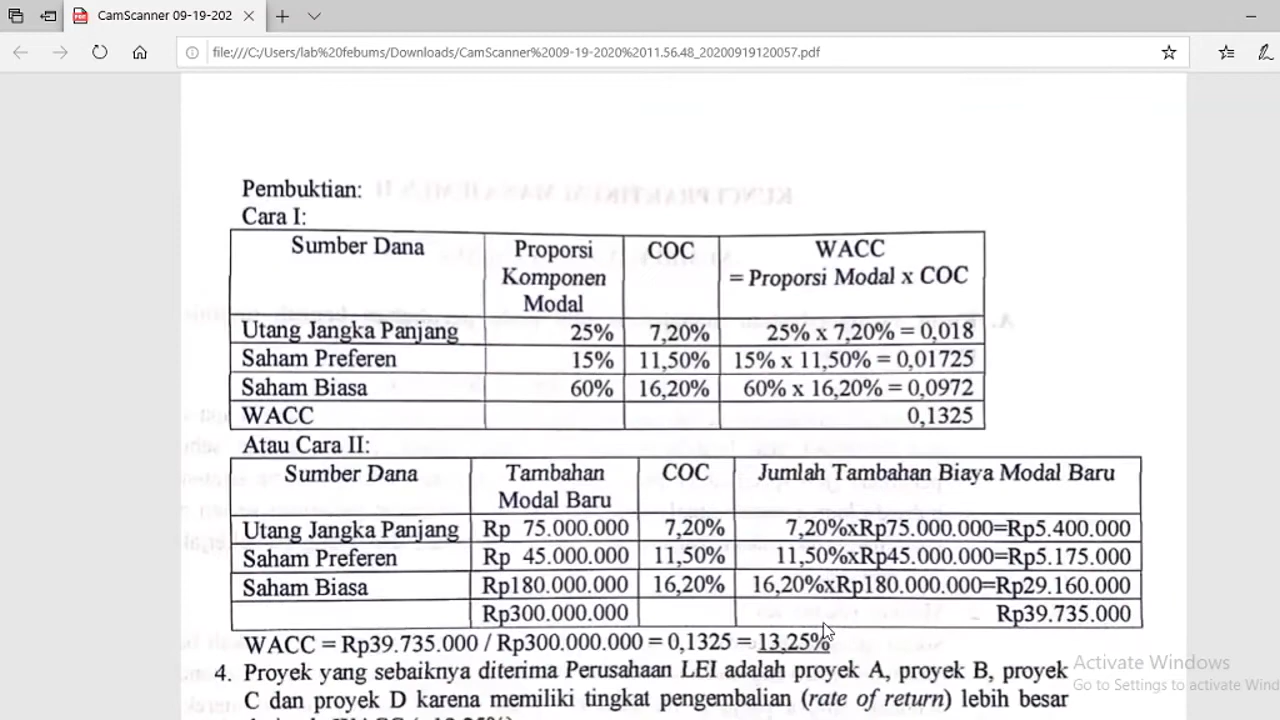 CamScanner 09-19-202
file:///C:/Users/lab%20febums/Downloads/CamScanner%2009-19-2020%2011.56.48_20200919120057.pdf
Pembuktian:
Cara I:
Sumber Dana Proporsi Komponen Modal COC WACC = Proporsi Modal x COC
Utang Jangka Panjang 25% 7,20% 25% x 7,20% = 0,018
Saham Preferen 15% 11,50% 15% x 11,50% = 0,01725
Saham Biasa 60% 16,20% 60% x 16,20% = 0,0972
WACC 0,1325
Atau Cara II:
Sumber Dana Tambahan Modal Baru COC Jumlah Tambahan Biaya Modal Baru
Utang Jangka Panjang Rp 75.000.000 7,20% 7,20%xRp75.000.000=Rp5.400.000
Saham Preferen Rp 45.000.000 11,50% 11,50%xRp45.000.000=Rp5.175.000
Saham Biasa Rp180.000.000 16,20% 16,20%xRp180.000.000=Rp29.160.000
Rp300.000.000 Rp39.735.000
WACC = Rp39.735.000 / Rp300.000.000 = 0,1325 = 13,25%
4. Proyek yang sebaiknya diterima Perusahaan LEI adalah proyek A, proyek B, proyek
C dan proyek D karena memiliki tingkat pengembalian (rate of return) lebih besar
Activate Windows
Go to Settings to activate Wind